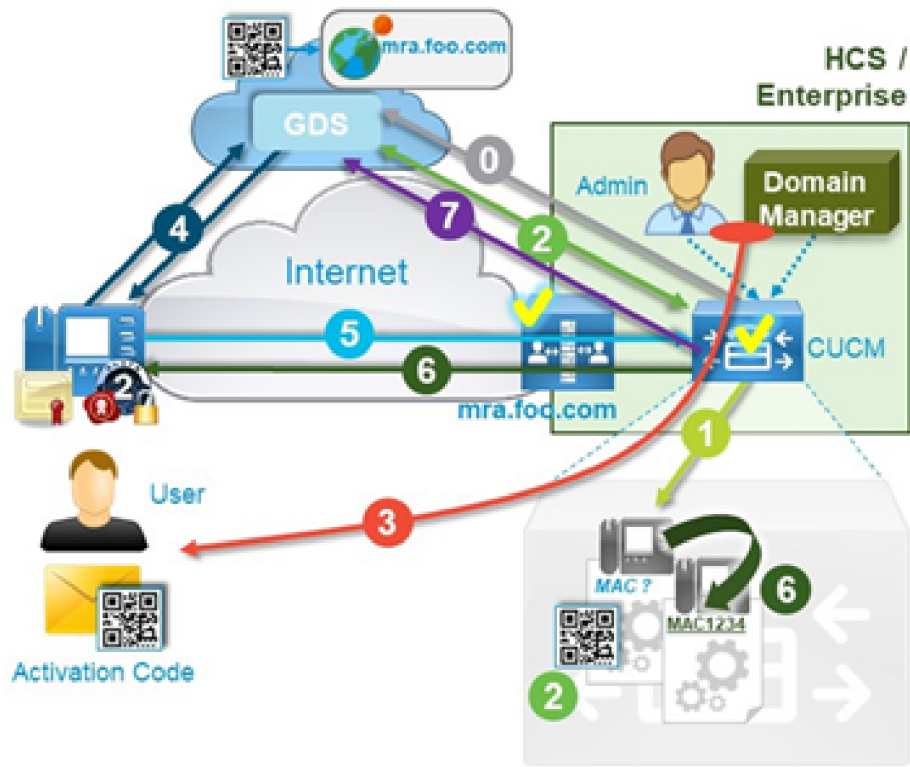 mra.foo.com
HCS /
Enterprise
GDS
0
Admin
Domain
Manager
7
2
4
Internet
5
CUCM
6
2
mra.foo.com
1
User
3
MAC ?
6
MAC1234
Activation Code
2